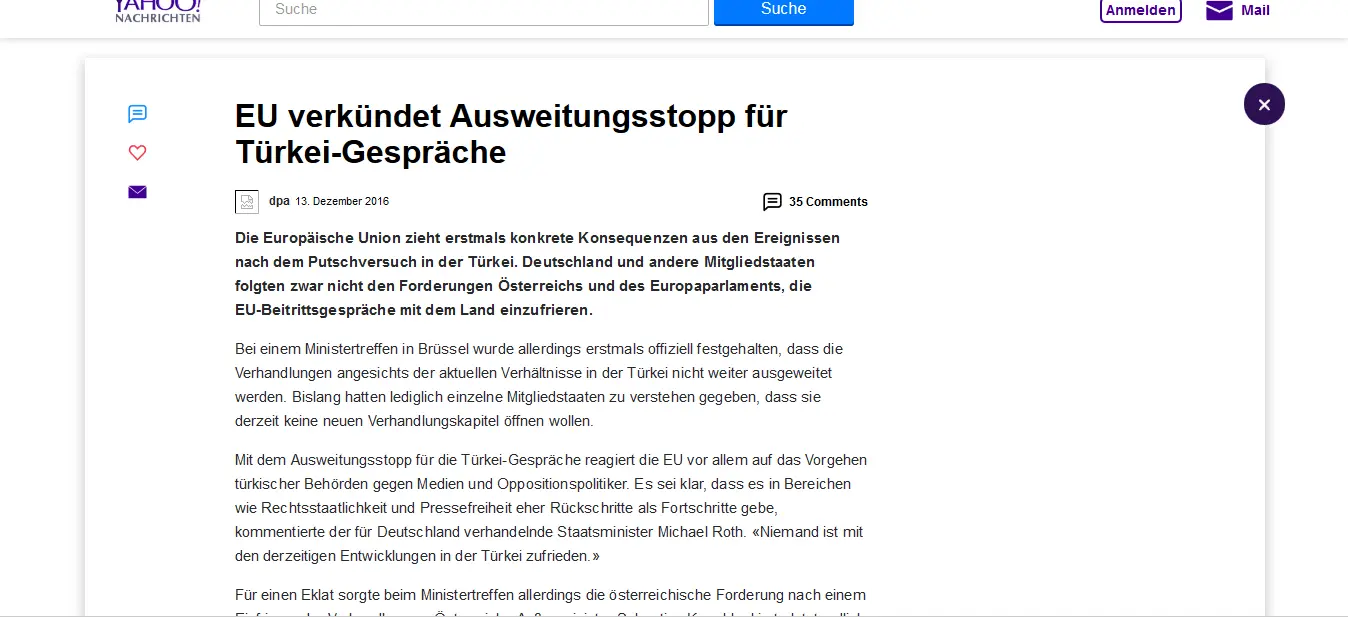 YAHOO!
NACHRICHTEN
Suche
Suche
Anmelden
Mail
EU verkündet Ausweitungsstopp für
Türkei-Gespräche
dpa 13. Dezember 2016
35 Comments
Die Europäische Union zieht erstmals konkrete Konsequenzen aus den Ereignissen
nach dem Putschversuch in der Türkei. Deutschland und andere Mitgliedstaaten
folgten zwar nicht den Forderungen Österreichs und des Europaparlaments, die
EU-Beitrittsgespräche mit dem Land einzufrieren.
Bei einem Ministertreffen in Brüssel wurde allerdings erstmals offiziell festgehalten, dass die
Verhandlungen angesichts der aktuellen Verhältnisse in der Türkei nicht weiter ausgeweitet
werden. Bislang hatten lediglich einzelne Mitgliedstaaten zu verstehen gegeben, dass sie
derzeit keine neuen Verhandlungskapitel öffnen wollen.
Mit dem Ausweitungsstopp für die Türkei-Gespräche reagiert die EU vor allem auf das Vorgehen
türkischer Behörden gegen Medien und Oppositionspolitiker. Es sei klar, dass es in Bereichen
wie Rechtsstaatlichkeit und Pressefreiheit eher Rückschritte als Fortschritte gebe,
kommentierte der für Deutschland verhandelnde Staatsminister Michael Roth. «Niemand ist mit
den derzeitigen Entwicklungen in der Türkei zufrieden.»
Für einen Eklat sorgte beim Ministertreffen allerdings die österreichische Forderung nach einem